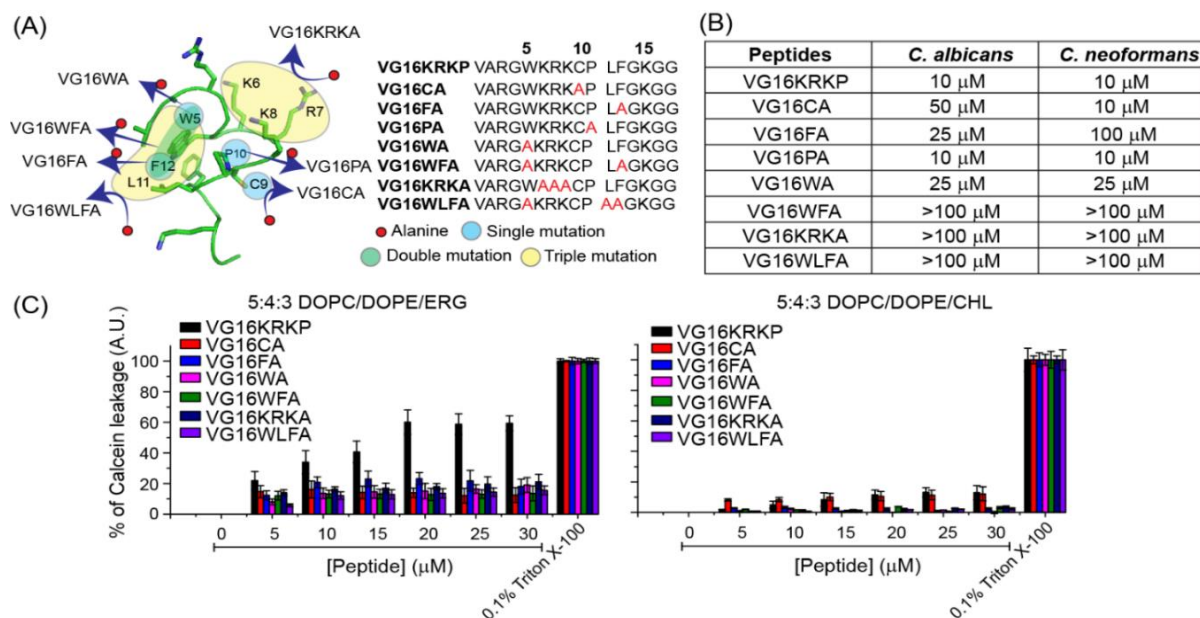 (A)
VG16KRKA
VG16WA
VG16WFA
VG16FA
VG16WLFA
K6
K8
R7
W5
F12
L11
P10
C9
VG16PA
VG16CA
5 10 15
VG16KRKP VARGWKRKCP LFGKGG
VG16CA VARGWKRKAP LFGKGG
VG16FA VARGWKRKCP LAGKGG
VG16PA VARGWKRKCA LFGKGG
VG16WA VARGAKRKCP LFGKGG
VG16WFA VARGAKRKCP LAGKGG
VG16KRKA VARGWAAACP LFGKGG
VG16WLFA VARGAKRKCP AAGKGG
Alanine Single mutation
Double mutation Triple mutation
(B)
Peptides C. albicans C. neoformans
VG16KRKP 10 μM 10 μM
VG16CA 50 μM 10 μM
VG16FA 25 μM 100 μM
VG16PA 10 μM 10 μM
VG16WA 25 μM 25 μM
VG16WFA >100 μM >100 μM
VG16KRKA >100 μM >100 μM
VG16WLFA >100 μM >100 μM
(C)
5:4:3 DOPC/DOPE/ERG
% of Calcein leakage (A.U.)
100
80
60
40
20
0
VG16KRKP
VG16CA
VG16FA
VG16WA
VG16WFA
VG16KRKA
VG16WLFA
0 5 10 15 20 25 30
[Peptide] (μM)
0.1% Triton X-100
5:4:3 DOPC/DOPE/CHL
VG16KRKP
VG16CA
VG16FA
VG16WA
VG16WFA
VG16KRKA
VG16WLFA
0 5 10 15 20 25 30
[Peptide] (μM)
0.1% Triton X-100